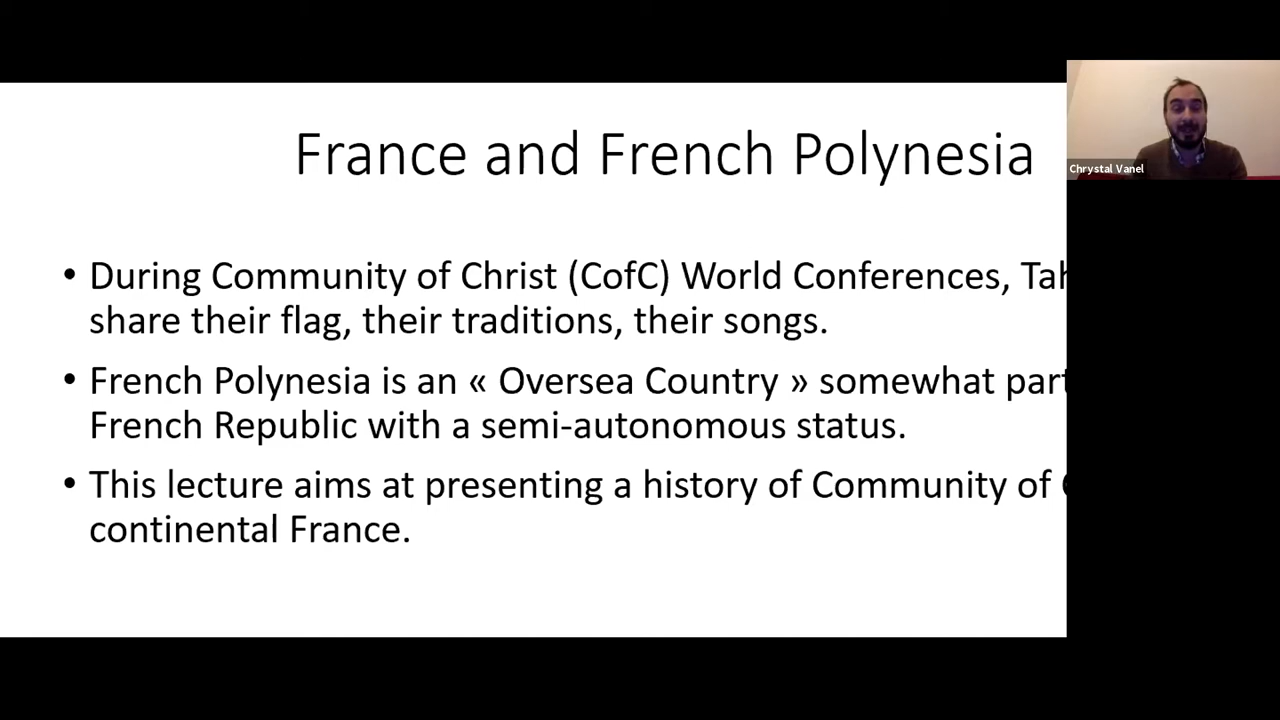 France and French Polynesia
• During Community of Christ (CofC) World Conferences,
share their flag, their traditions, their songs.
• French Polynesia is an « Oversea Country » somewhat part
French Republic with a semi-autonomous status.
• This lecture aims at presenting a history of Community of
continental France.
Chrystal Vanel